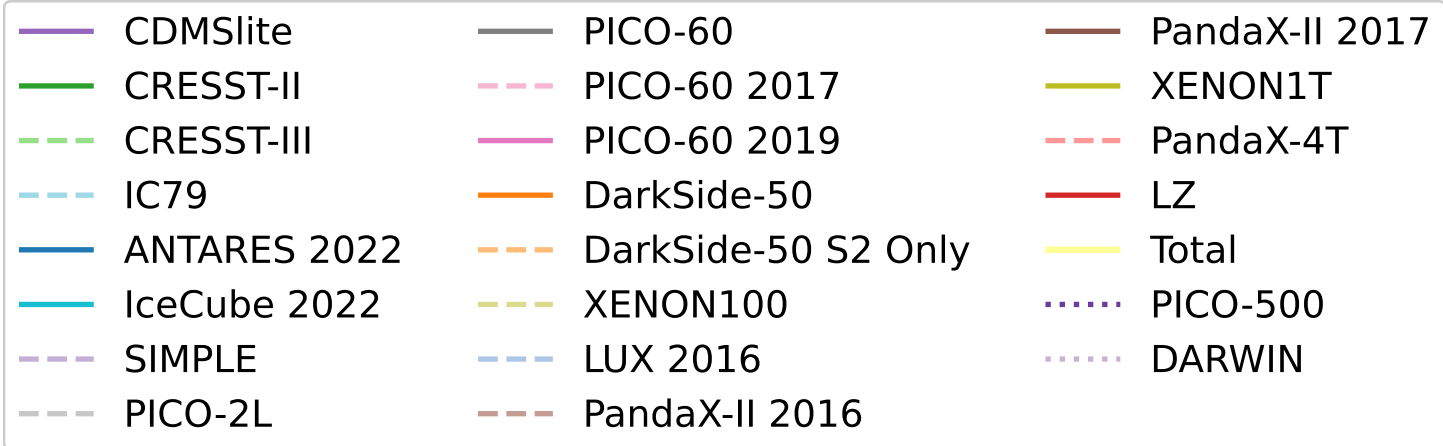 CDMSlite
CRESST-II
CRESST-III
IC79
ANTARES 2022
IceCube 2022
SIMPLE
PICO-2L
PICO-60
PICO-60 2017
PICO-60 2019
DarkSide-50
DarkSide-50 S2 Only
XENON100
LUX 2016
PandaX-II 2016
PandaX-II 2017
XENON1T
PandaX-4T
LZ
Total
PICO-500
DARWIN